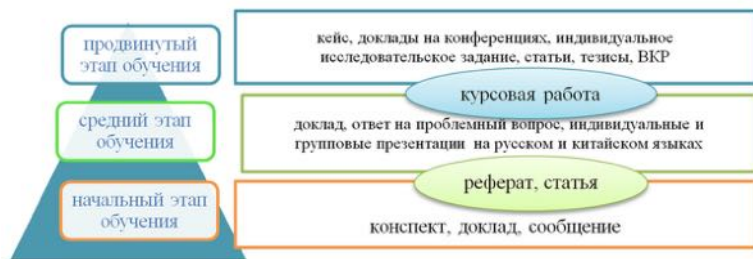 продвинутый
этап обучения
кейс, доклады на конференциях, индивидуальное
исследовательское задание, статьи, тезисы, ВКР
курсовая работа
средний этап
обучения
доклад, ответ на проблемный вопрос, индивидуальные и
групповые презентации на русском и китайском языках
реферат, статья
начальный этап
обучения
конспект, доклад, сообщение